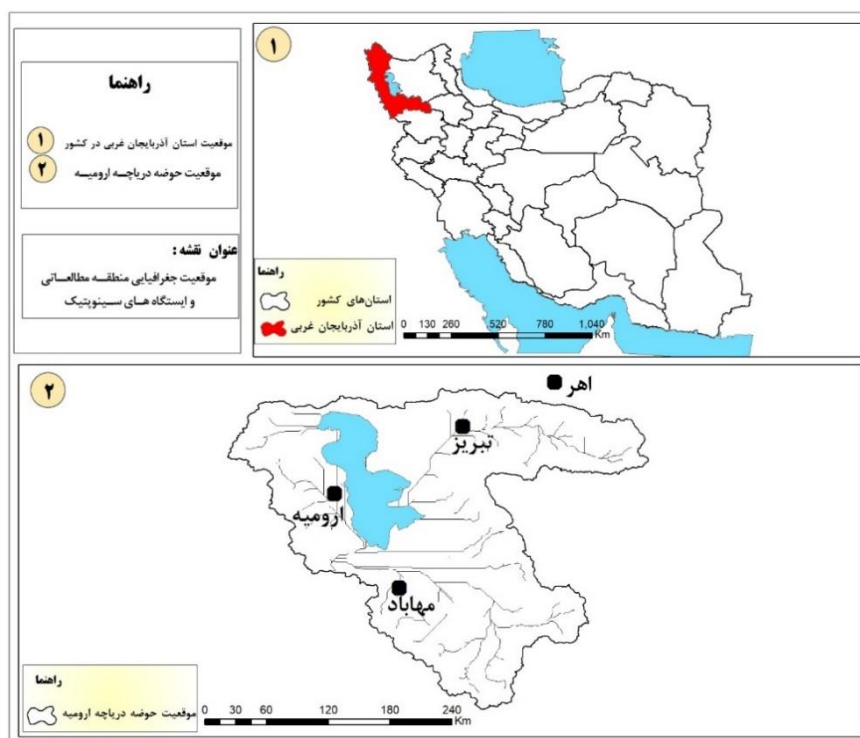 راهنما
۱ موقعیت استان آذربایجان غربی در کشور
۲ موقعیت حوضه دریاچه ارومیه
عنوان نقشه :
موقعیت جغرافیایی منطقه مطالعاتی
و ایستگاه های سینوپتیک
۱
راهنما
استان‌های کشور
استان آذربایجان غربی
0 130 260 520 780 1,040
Km
۲
اهر
تبریز
ارومیه
مهاباد
راهنما
موقعیت حوضه دریاچه ارومیه
0 30 60 120 180 240
Km